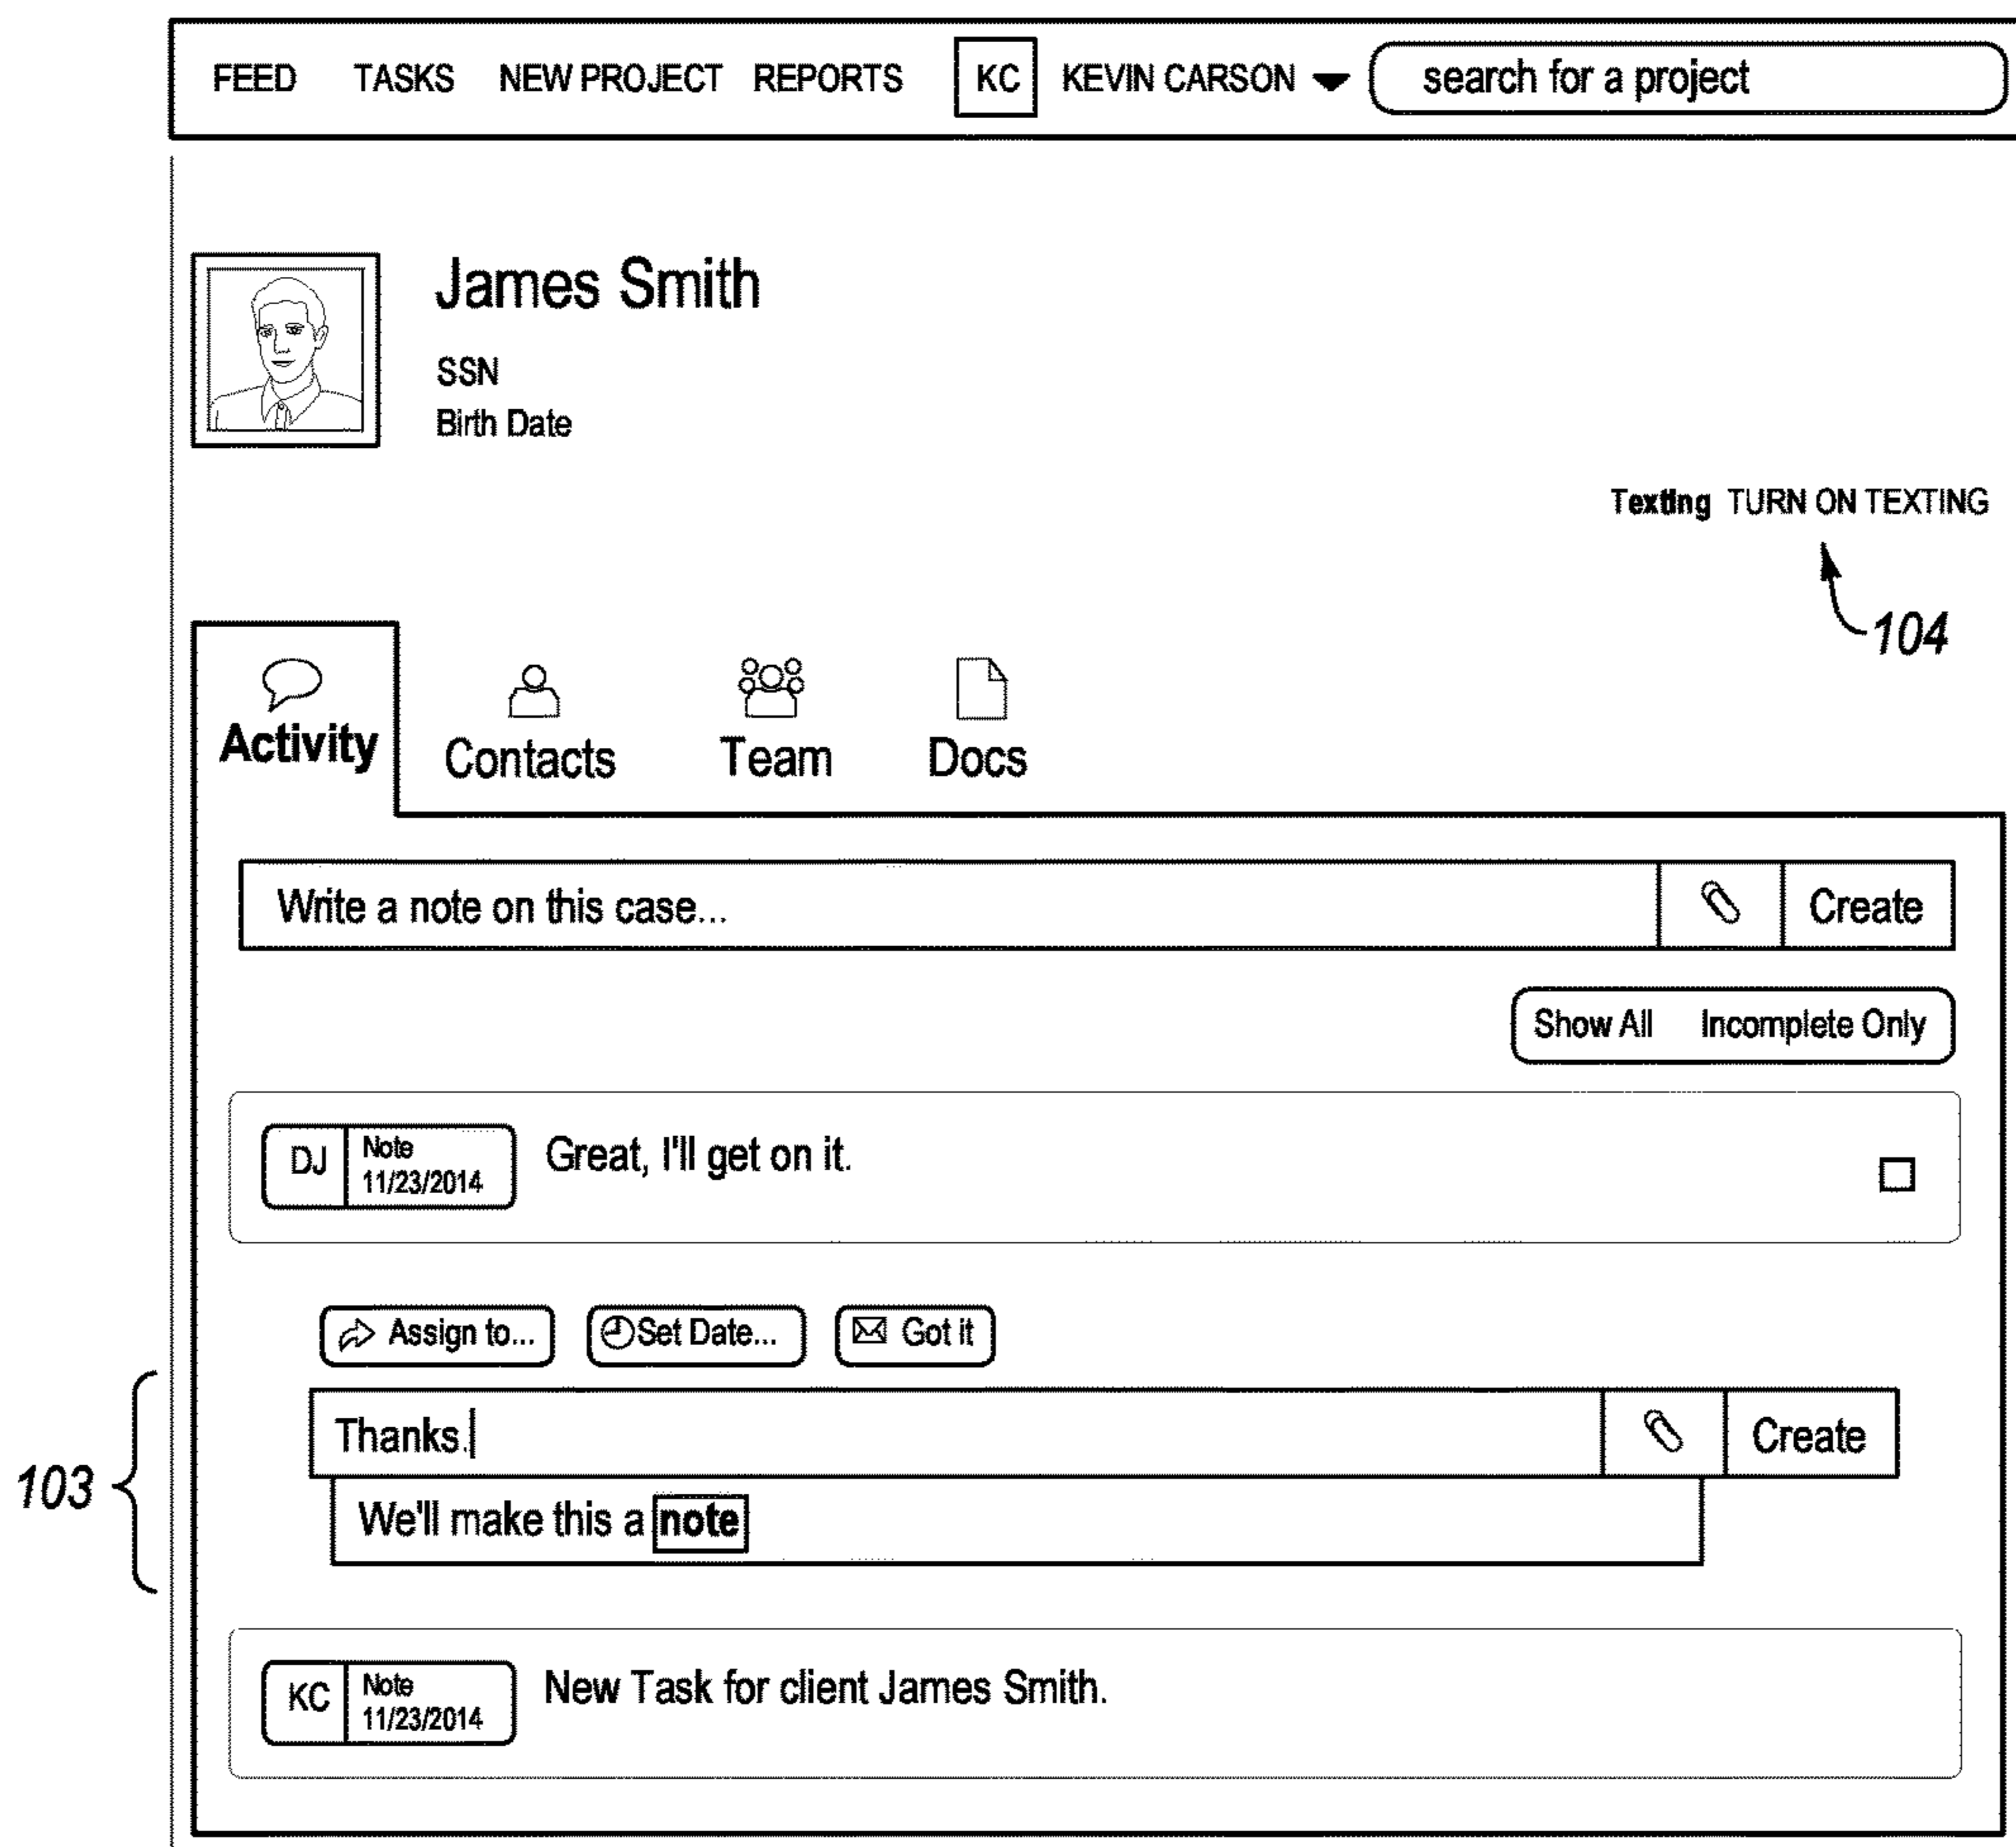 FEED TASKS NEW PROJECT REPORTS KC KEVIN CARSON search for a project
James Smith
SSN
Birth Date
Texting TURN ON TEXTING
104
Activity Contacts Team Docs
Write a note on this case... Create
Show All Incomplete Only
DJ Note
11/23/2014
Great, I'll get on it.
Assign to... Set Date... Got it
Thanks. Create
103
We'll make this a note
KC Note
11/23/2014
New Task for client James Smith.